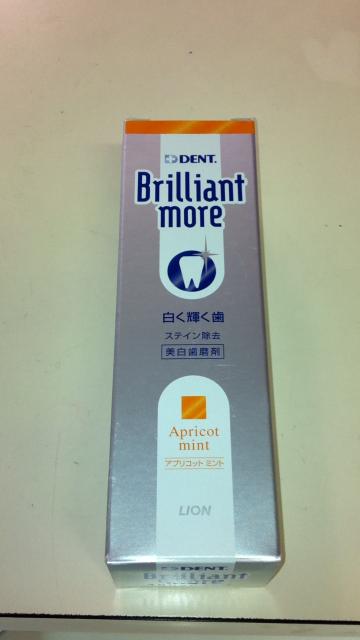 DENT.
Brilliant
more
白く輝く歯
ステイン除去
美白歯磨剤
Apricot
mint
アプリコット ミント
LION
DENT.
Brilliant